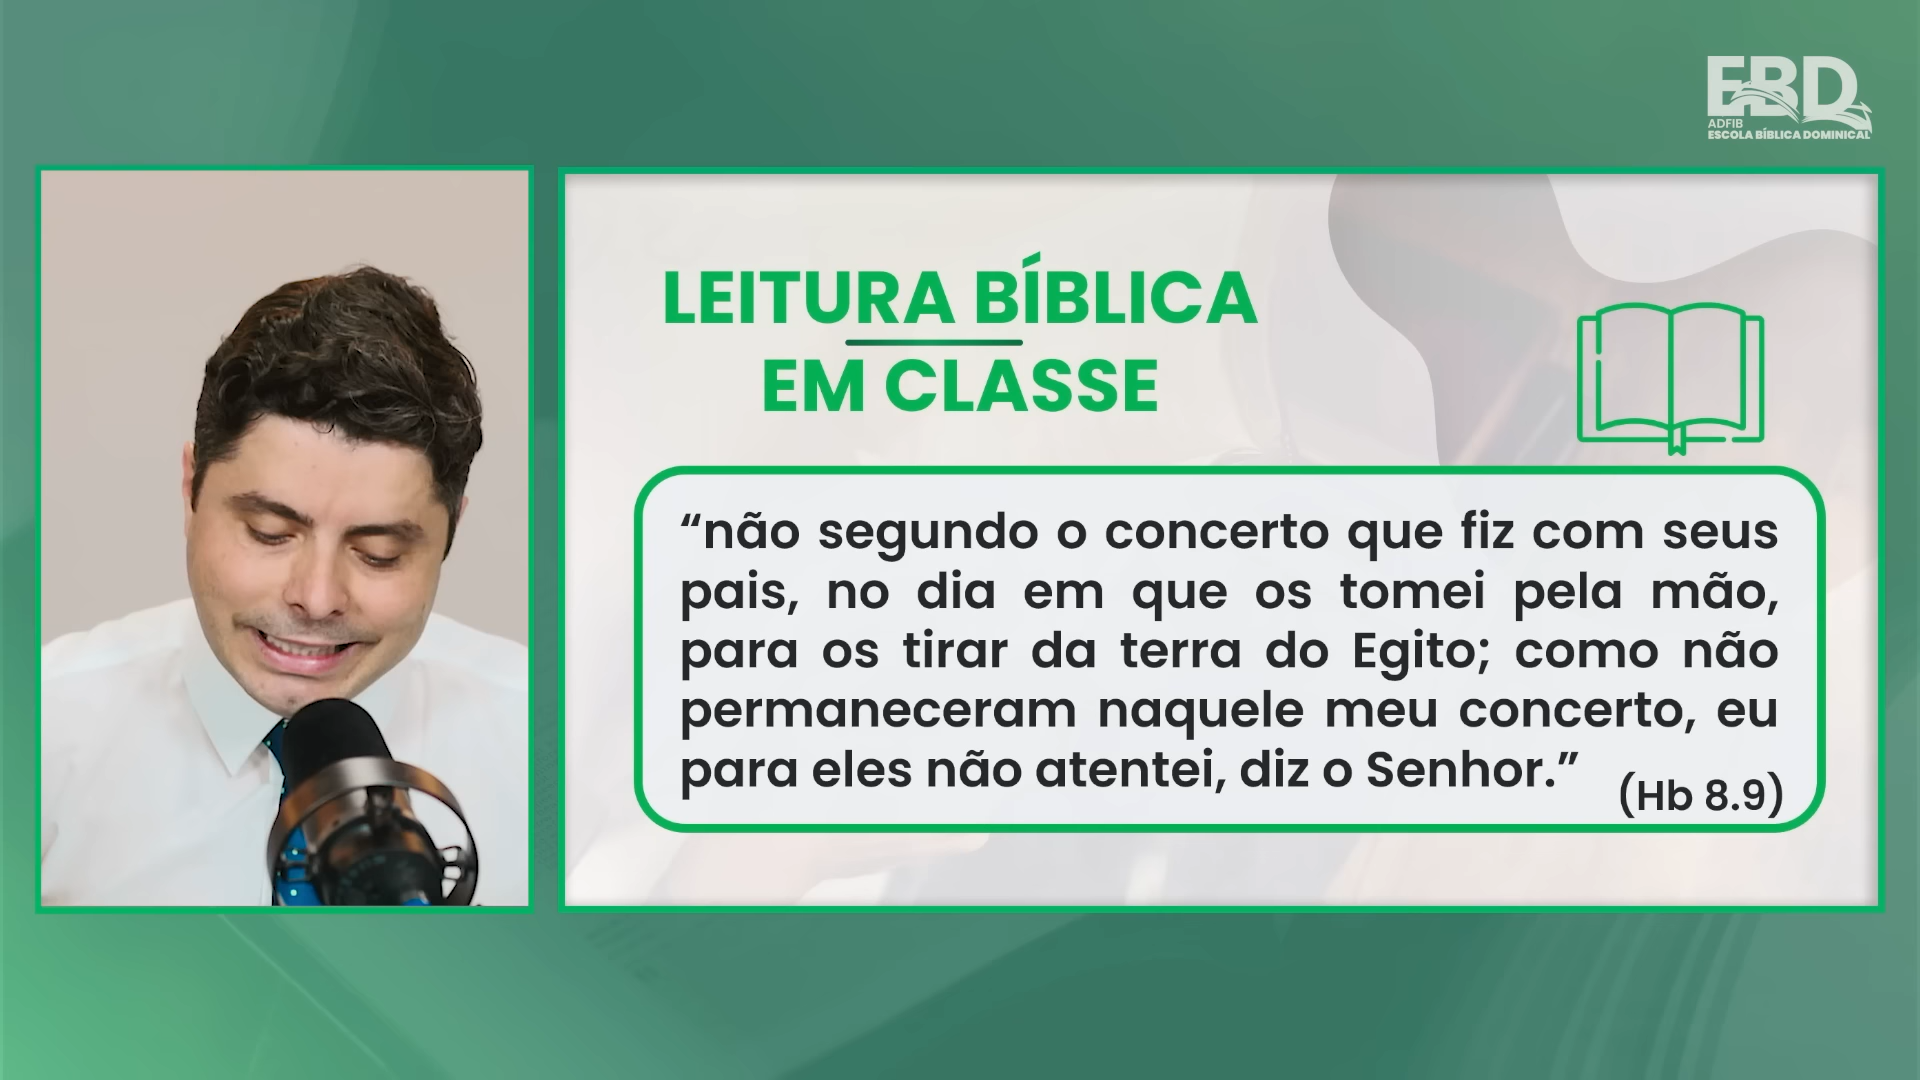 EBD
ADFIB
ESCOLA BÍBLICA DOMINICAL
LEITURA BÍBLICA
EM CLASSE
“não segundo o concerto que fiz com seus
pais, no dia em que os tomei pela mão,
para os tirar da terra do Egito; como não
permaneceram naquele meu concerto, eu
para eles não atentei, diz o Senhor.”
(Hb 8.9)